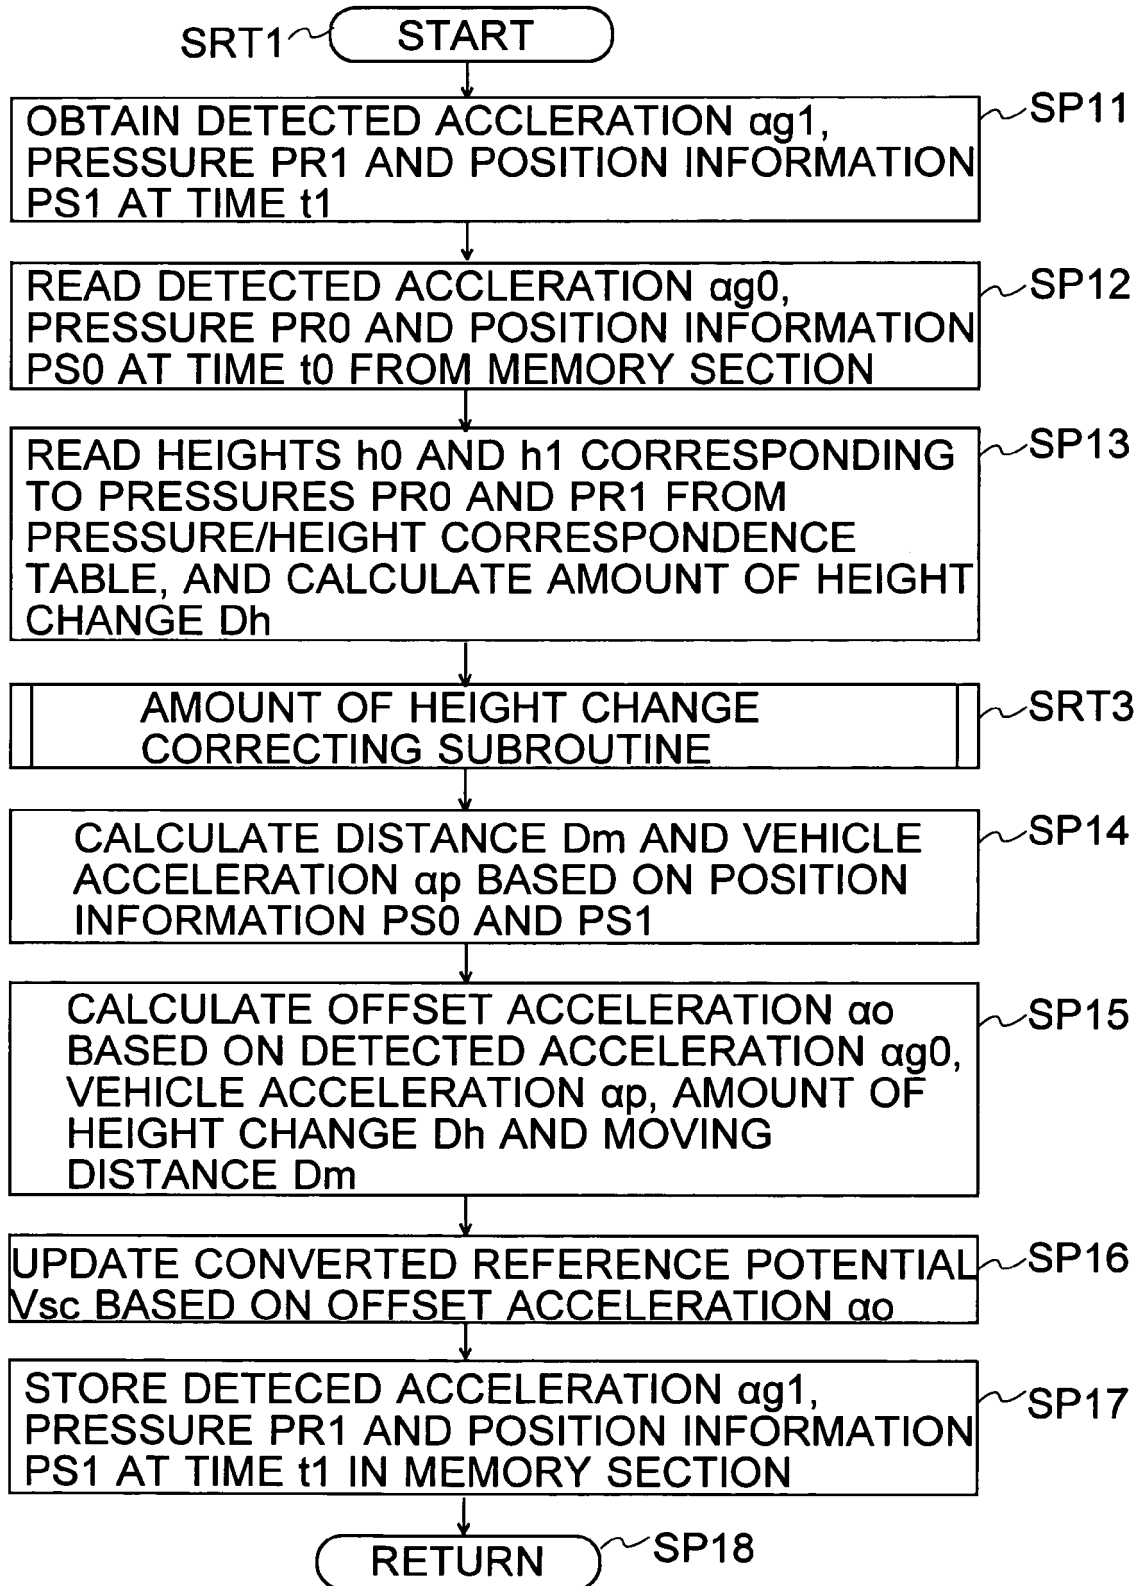 SRT1
START
SP11
OBTAIN DETECTED ACCLERATION αg1,
PRESSURE PR1 AND POSITION INFORMATION
PS1 AT TIME t1
SP12
READ DETECTED ACCLERATION αg0,
PRESSURE PR0 AND POSITION INFORMATION
PS0 AT TIME t0 FROM MEMORY SECTION
SP13
READ HEIGHTS h0 AND h1 CORRESPONDING
TO PRESSURES PR0 AND PR1 FROM
PRESSURE/HEIGHT CORRESPONDENCE
TABLE, AND CALCULATE AMOUNT OF HEIGHT
CHANGE Dh
SRT3
AMOUNT OF HEIGHT CHANGE
CORRECTING SUBROUTINE
SP14
CALCULATE DISTANCE Dm AND VEHICLE
ACCELERATION αp BASED ON POSITION
INFORMATION PS0 AND PS1
SP15
CALCULATE OFFSET ACCELERATION αo
BASED ON DETECTED ACCELERATION αg0,
VEHICLE ACCELERATION αp, AMOUNT OF
HEIGHT CHANGE Dh AND MOVING
DISTANCE Dm
SP16
UPDATE CONVERTED REFERENCE POTENTIAL
Vsc BASED ON OFFSET ACCELERATION αo
SP17
STORE DETECED ACCELERATION αg1,
PRESSURE PR1 AND POSITION INFORMATION
PS1 AT TIME t1 IN MEMORY SECTION
SP18
RETURN